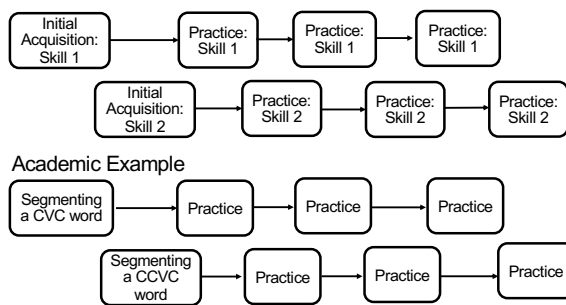 Initial
Acquisition:
Skill 1
Practice:
Skill 1
Practice:
Skill 1
Practice:
Skill 1
Initial
Acquisition:
Skill 2
Practice:
Skill 2
Practice:
Skill 2
Practice:
Skill 2
Academic Example
Segmenting
a CVC word
Practice
Practice
Practice
Segmenting
a CCVC
word
Practice
Practice
Practice